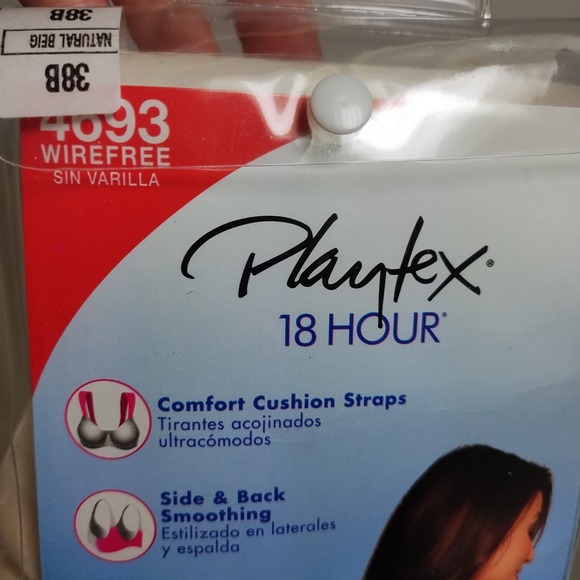 38B
NATURAL BEIG
38B
4693
WIREFREE
SIN VARILLA
Playtex®
18 HOUR®
Comfort Cushion Straps
Tirantes acojinados
ultracómodos
Side & Back
Smoothing
Estilizado en laterales
y espalda